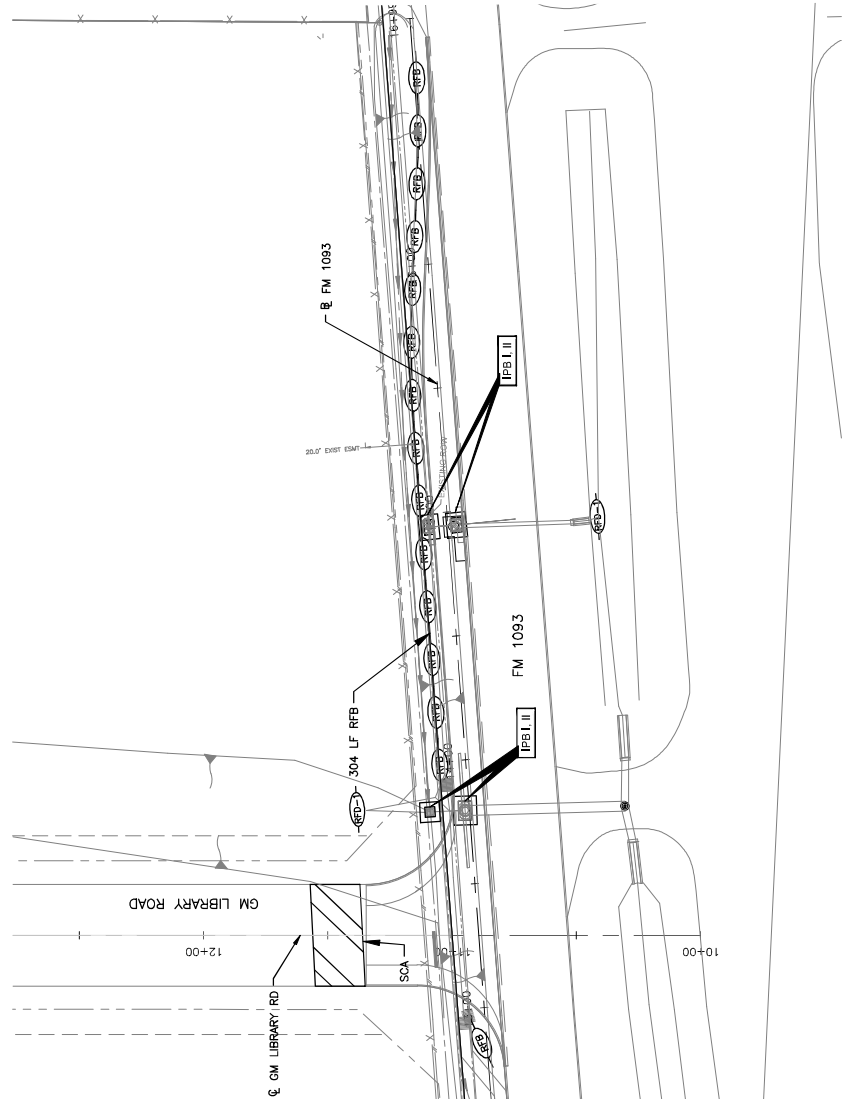 RFB
RFB
RFB
RFB
RFB
RFB
RFB
RFB
RFB
RFB
RFB
RFB
RFB
℄ FM 1093
IPB I, II
20.0' EXIST ESMT
EXISTING ROW
RFD-1
FM 1093
304 LF RFB
RFD-1
IPB I, II
GM LIBRARY ROAD
12+00
10+00
SCA
℄ GM LIBRARY RD
RFB